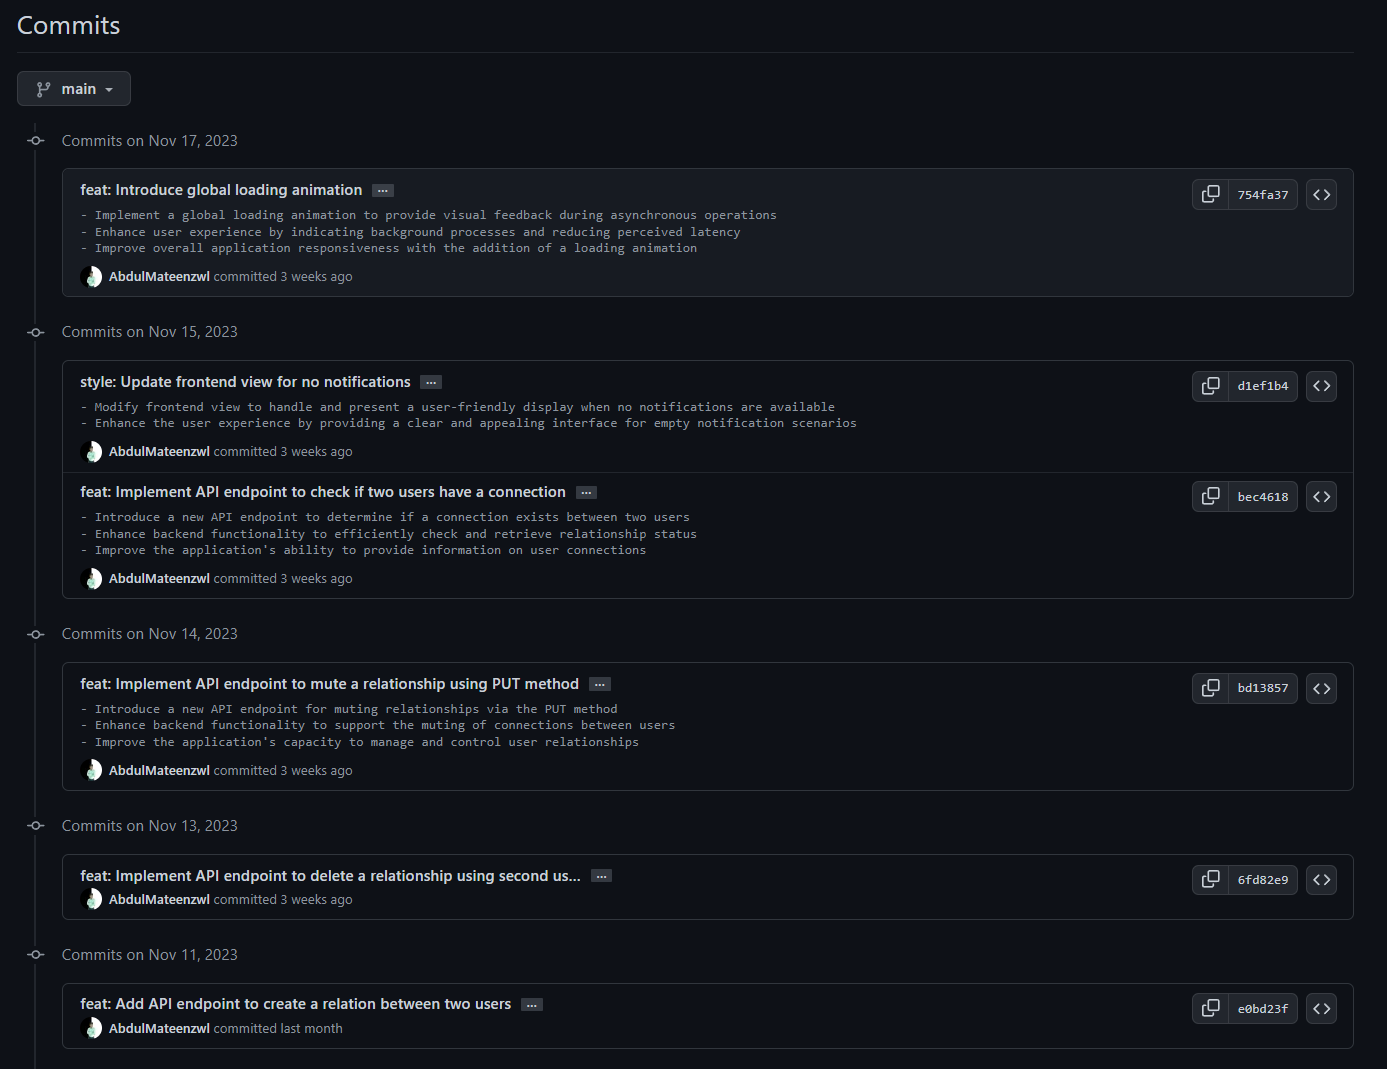 Commits
main
Commits on Nov 17, 2023
feat: Introduce global loading animation ...
754fa37
- Implement a global loading animation to provide visual feedback during asynchronous operations
- Enhance user experience by indicating background processes and reducing perceived latency
- Improve overall application responsiveness with the addition of a loading animation
AbdulMateenzwl committed 3 weeks ago
Commits on Nov 15, 2023
style: Update frontend view for no notifications ...
d1ef1b4
- Modify frontend view to handle and present a user-friendly display when no notifications are available
- Enhance the user experience by providing a clear and appealing interface for empty notification scenarios
AbdulMateenzwl committed 3 weeks ago
feat: Implement API endpoint to check if two users have a connection ...
bec4618
- Introduce a new API endpoint to determine if a connection exists between two users
- Enhance backend functionality to efficiently check and retrieve relationship status
- Improve the application's ability to provide information on user connections
AbdulMateenzwl committed 3 weeks ago
Commits on Nov 14, 2023
feat: Implement API endpoint to mute a relationship using PUT method ...
bd13857
- Introduce a new API endpoint for muting relationships via the PUT method
- Enhance backend functionality to support the muting of connections between users
- Improve the application's capacity to manage and control user relationships
AbdulMateenzwl committed 3 weeks ago
Commits on Nov 13, 2023
feat: Implement API endpoint to delete a relationship using second us... ...
6fd82e9
AbdulMateenzwl committed 3 weeks ago
Commits on Nov 11, 2023
feat: Add API endpoint to create a relation between two users ...
e0bd23f
AbdulMateenzwl committed last month